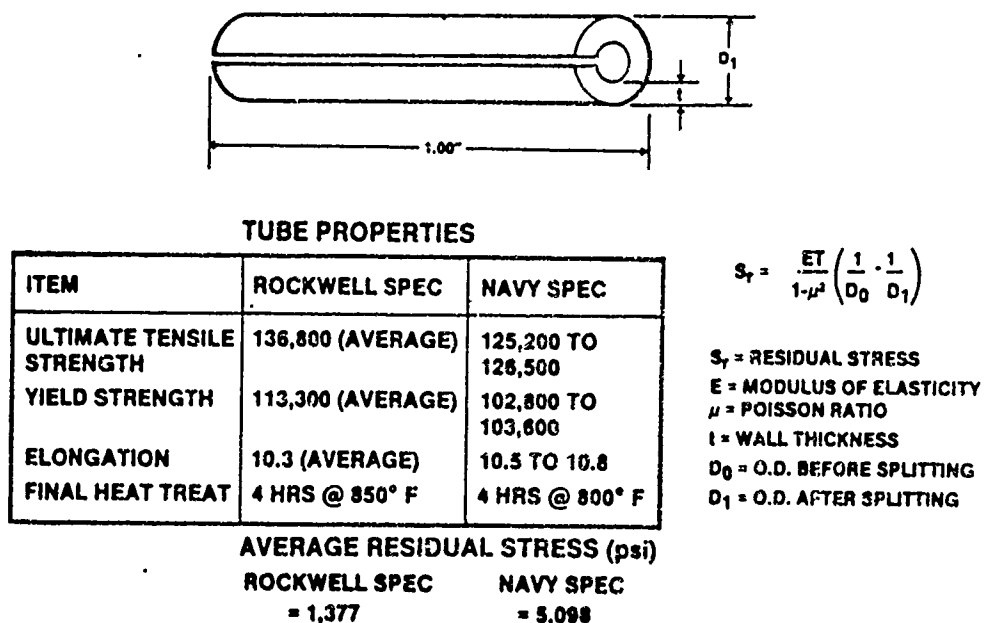 D1
t
1.00"
TUBE PROPERTIES
ITEM ROCKWELL SPEC NAVY SPEC
ULTIMATE TENSILE STRENGTH 136,800 (AVERAGE) 125,200 TO 126,500
YIELD STRENGTH 113,300 (AVERAGE) 102,800 TO 103,600
ELONGATION 10.3 (AVERAGE) 10.5 TO 10.8
FINAL HEAT TREAT 4 HRS @ 850° F 4 HRS @ 800° F
Sr = ET/1-μ² (1/D0 - 1/D1)
Sr = RESIDUAL STRESS
E = MODULUS OF ELASTICITY
μ = POISSON RATIO
t = WALL THICKNESS
D0 = O.D. BEFORE SPLITTING
D1 = O.D. AFTER SPLITTING
AVERAGE RESIDUAL STRESS (psi)
ROCKWELL SPEC NAVY SPEC
= 1,377 = 5,098